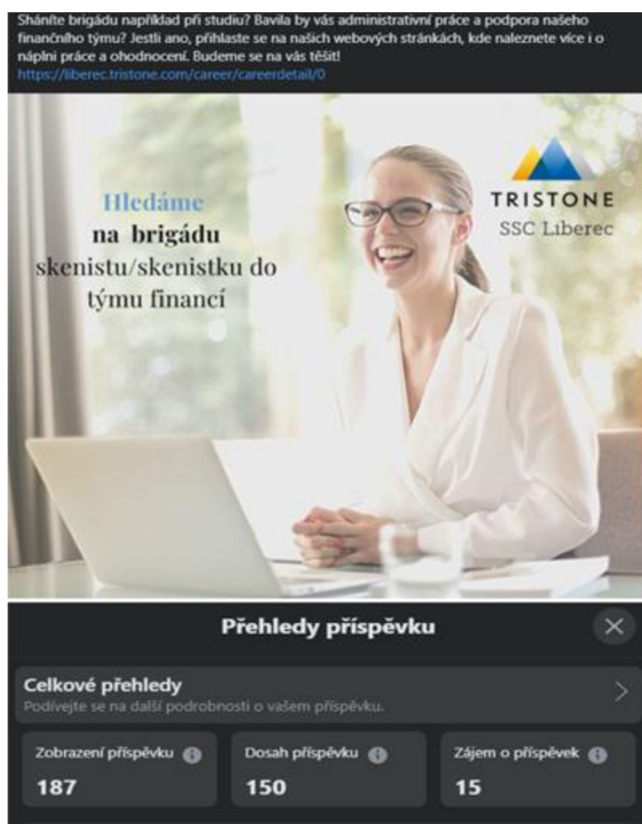 Sháníte brigádu například při studiu? Bavila by vás administrativní práce a podpora našeho
finančního týmu? Jestli ano, přihlaste se na našich webových stránkách, kde naleznete více i o
náplni práce a ohodnocení. Budeme se na vás těšit!
https://liberec.tristone.com/career/careerdetail/0
Hledáme
na brigádu
skenistu/skenistku do
týmu financí
TRISTONE
SSC Liberec
Přehledy příspěvku
Celkové přehledy
Podívejte se na další podrobnosti o vašem příspěvku.
Zobrazení příspěvku
187
Dosah příspěvku
150
Zájem o příspěvek
15